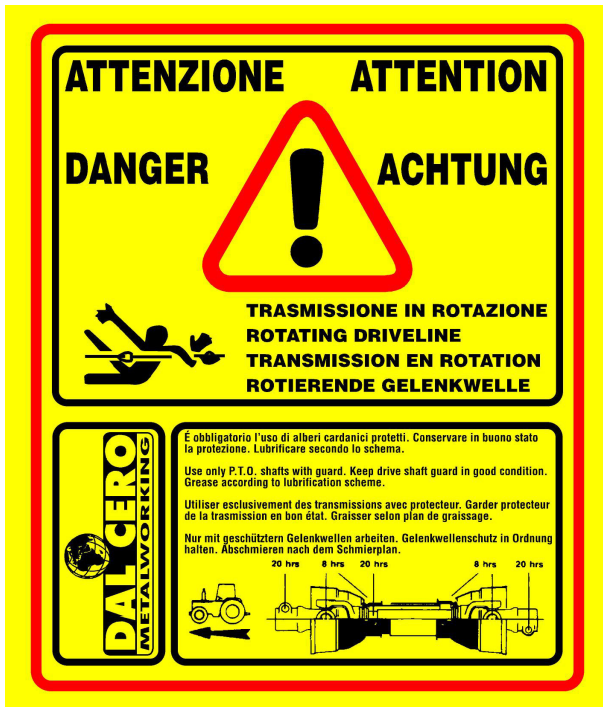 ATTENZIONE ATTENTION
DANGER ACHTUNG
TRASMISSIONE IN ROTAZIONE
ROTATING DRIVELINE
TRANSMISSION EN ROTATION
ROTIERENDE GELENKWELLE
DAL CERO
METALWORKING
É obbligatorio l'uso di alberi cardanici protetti. Conservare in buono stato
la protezione. Lubrificare secondo lo schema.
Use only P.T.O. shafts with guard. Keep drive shaft guard in good condition.
Grease according to lubrification scheme.
Utiliser esclusivement des transmissions avec protecteur. Garder protecteur
de la trasmission en bon état. Graisser selon plan de graissage.
Nur mit geschütztern Gelenkwellen arbeiten. Gelenkwellenschutz in Ordnung
halten. Abschmieren nach dem Schmierplan.
20 hrs 8 hrs 20 hrs 8 hrs 20 hrs